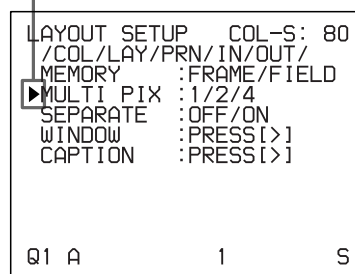 LAYOUT SETUP COL-S: 80
/COL/LAY/PRN/IN/OUT/
MEMORY :FRAME/FIELD
▶MULTI PIX :1/2/4
SEPARATE :OFF/ON
WINDOW :PRESS[>]
CAPTION :PRESS[>]
Q1 A 1 S